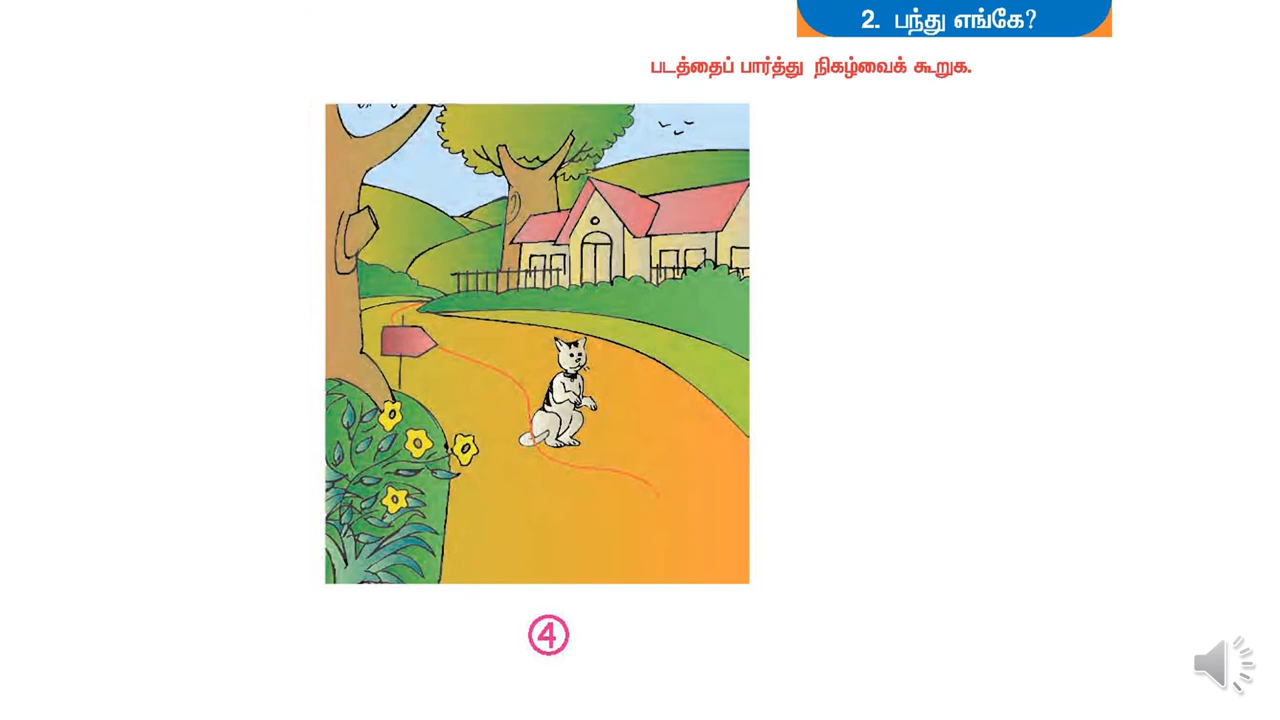 2. பந்து எங்கே?
படத்தைப் பார்த்து நிகழ்வைக் கூறுக.
4